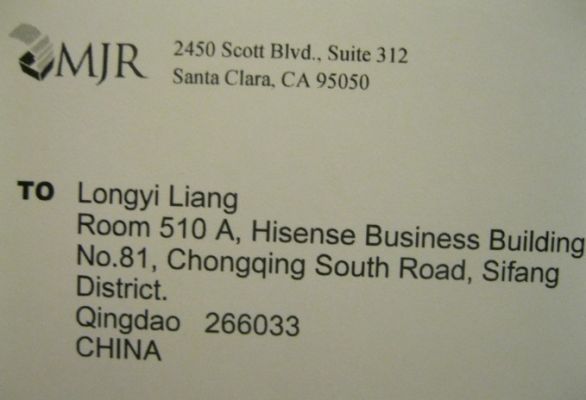 MJR
2450 Scott Blvd., Suite 312
Santa Clara, CA 95050
TO Longyi Liang
Room 510 A, Hisense Business Building
No.81, Chongqing South Road, Sifang
District.
Qingdao 266033
CHINA